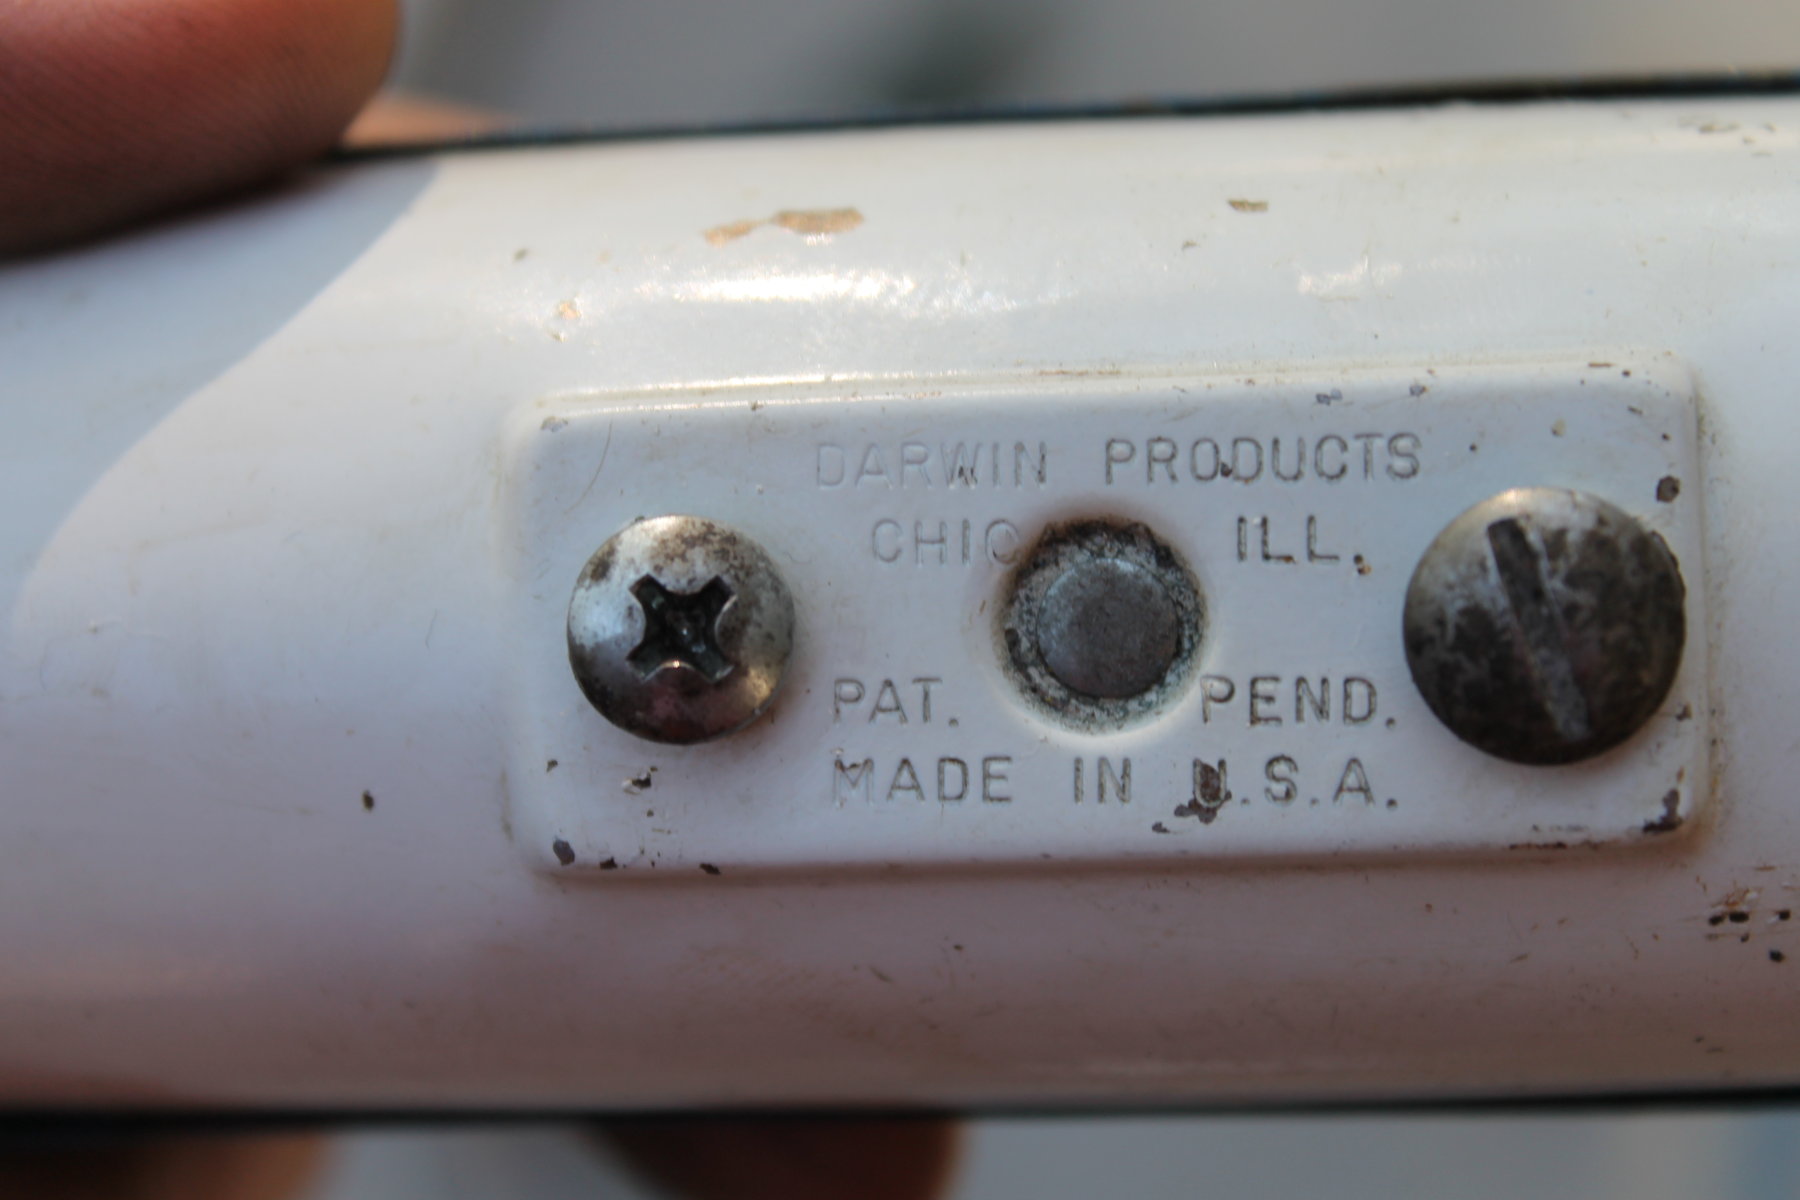 DARWIN PRODUCTS
CHIC ILL.
PAT. PEND.
MADE IN U.S.A.